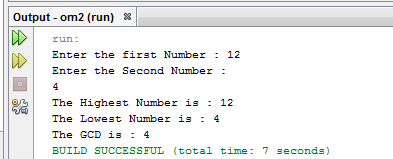 Output - om2 (run)
run:
Enter the first Number : 12
Enter the Second Number :
4
The Highest Number is : 12
The Lowest Number is : 4
The GCD is : 4
BUILD SUCCESSFUL (total time: 7 seconds)